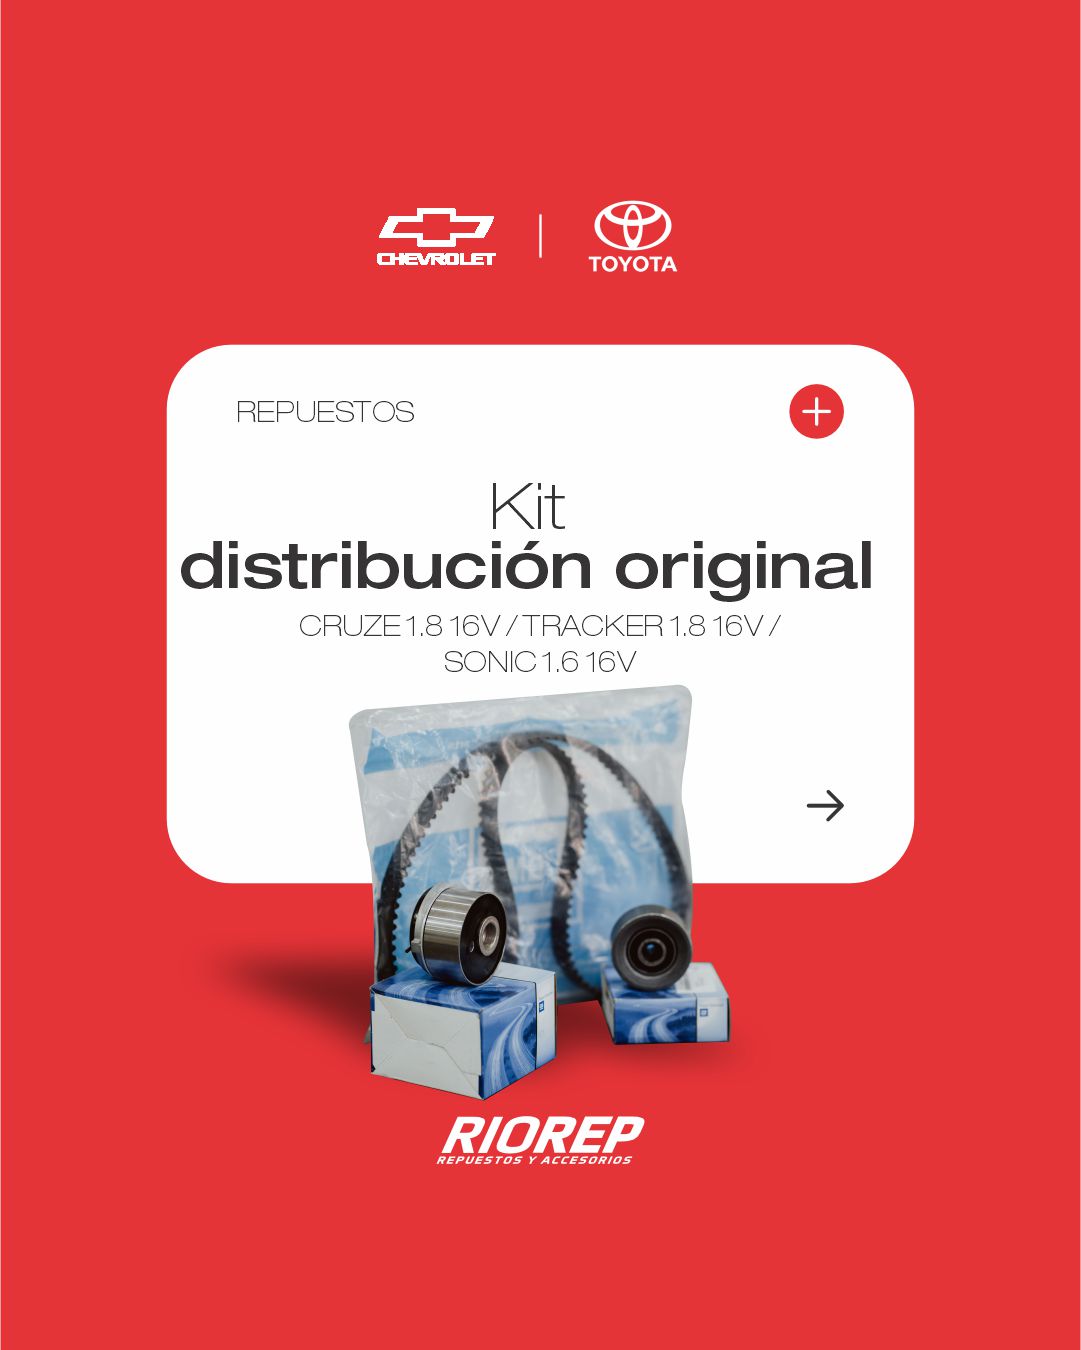 CHEVROLET
TOYOTA
REPUESTOS
Kit
distribución original
CRUZE 1.8 16V / TRACKER 1.8 16V /
SONIC 1.6 16V
RIOREP
REPUESTOS Y ACCESORIOS